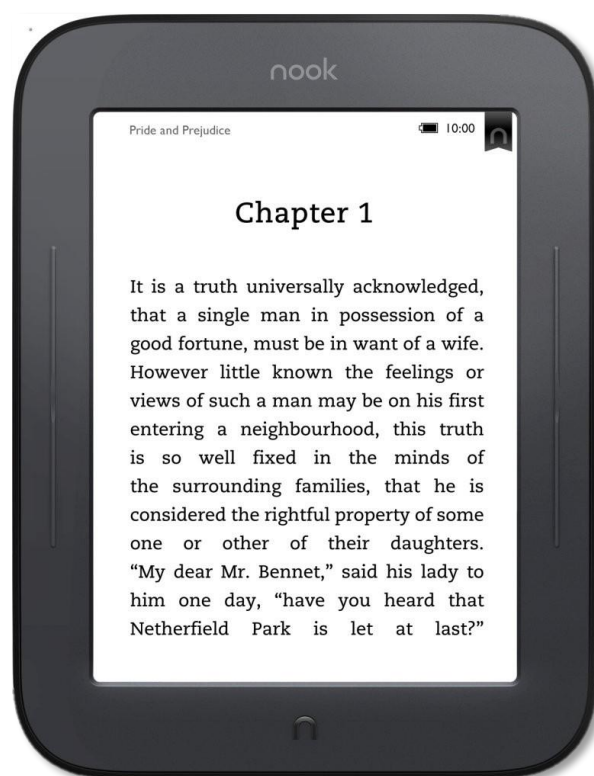 nook
Pride and Prejudice
10:00
Chapter 1
It is a truth universally acknowledged,
that a single man in possession of a
good fortune, must be in want of a wife.
However little known the feelings or
views of such a man may be on his first
entering a neighbourhood, this truth
is so well fixed in the minds of
the surrounding families, that he is
considered the rightful property of some
one or other of their daughters.
“My dear Mr. Bennet,” said his lady to
him one day, “have you heard that
Netherfield Park is let at last?”